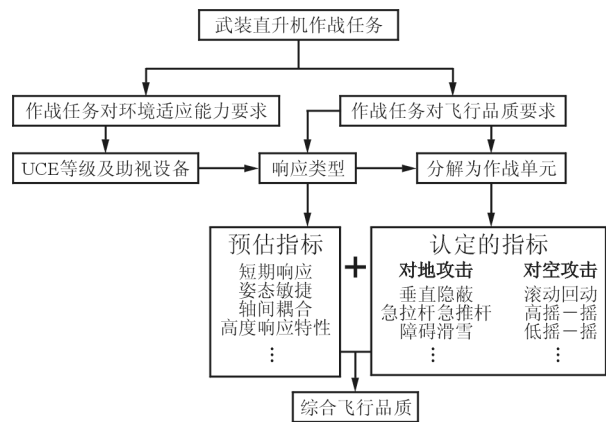 武装直升机作战任务
作战任务对环境适应能力要求
作战任务对飞行品质要求
UCE等级及助视设备
响应类型
分解为作战单元
预估指标
短期响应
姿态敏捷
轴间耦合
高度响应特性
⋮
+
认定的指标
对地攻击
垂直隐蔽
急拉杆急推杆
障碍滑雪
⋮
对空攻击
滚动回动
高摇-摇
低摇-摇
⋮
综合飞行品质